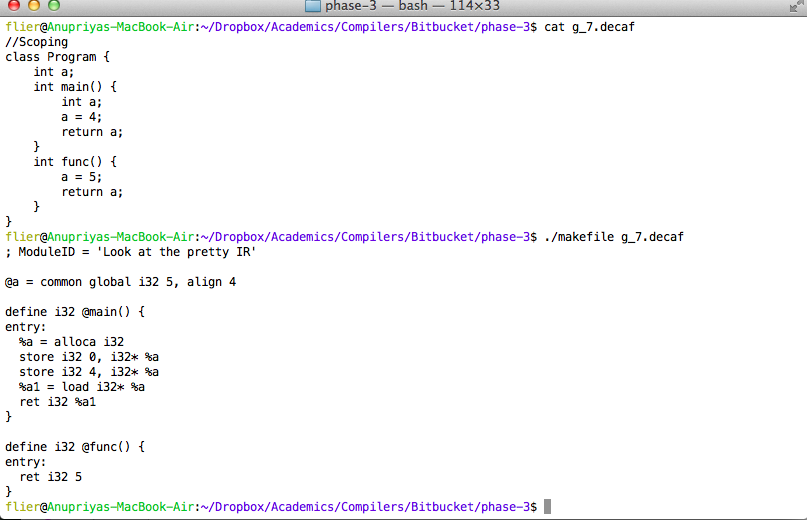 phase-3 — bash — 114×33
flier@Anupriyas-MacBook-Air:~/Dropbox/Academics/Compilers/Bitbucket/phase-3$ cat g_7.decaf
//Scoping
class Program {
    int a;
    int main() {
        int a;
        a = 4;
        return a;
    }
    int func() {
        a = 5;
        return a;
    }
}
flier@Anupriyas-MacBook-Air:~/Dropbox/Academics/Compilers/Bitbucket/phase-3$ ./makefile g_7.decaf
; ModuleID = 'Look at the pretty IR'

@a = common global i32 5, align 4

define i32 @main() {
entry:
  %a = alloca i32
  store i32 0, i32* %a
  store i32 4, i32* %a
  %a1 = load i32* %a
  ret i32 %a1
}

define i32 @func() {
entry:
  ret i32 5
}
flier@Anupriyas-MacBook-Air:~/Dropbox/Academics/Compilers/Bitbucket/phase-3$